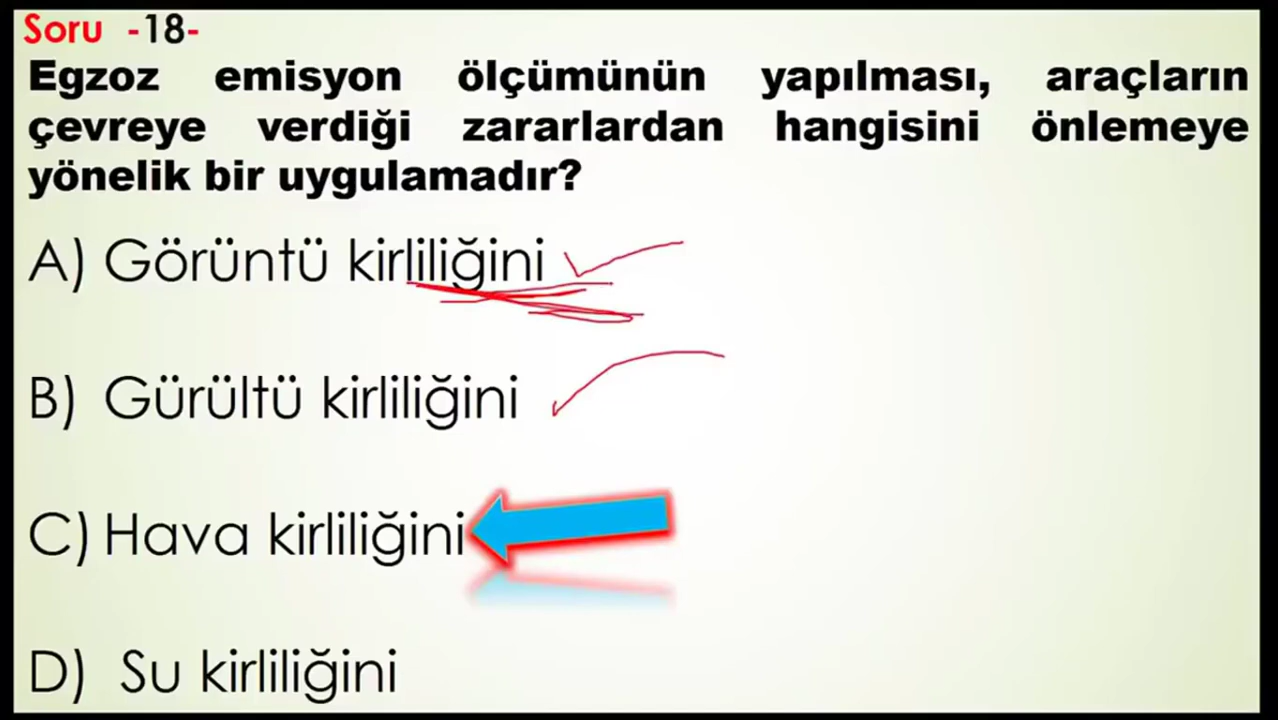 Soru -18-
Egzoz emisyon ölçümünün yapılması, araçların
çevreye verdiği zararlardan hangisini önlemeye
yönelik bir uygulamadır?
A) Görüntü kirliliğini
B) Gürültü kirliliğini
C) Hava kirliliğini
D) Su kirliliğini